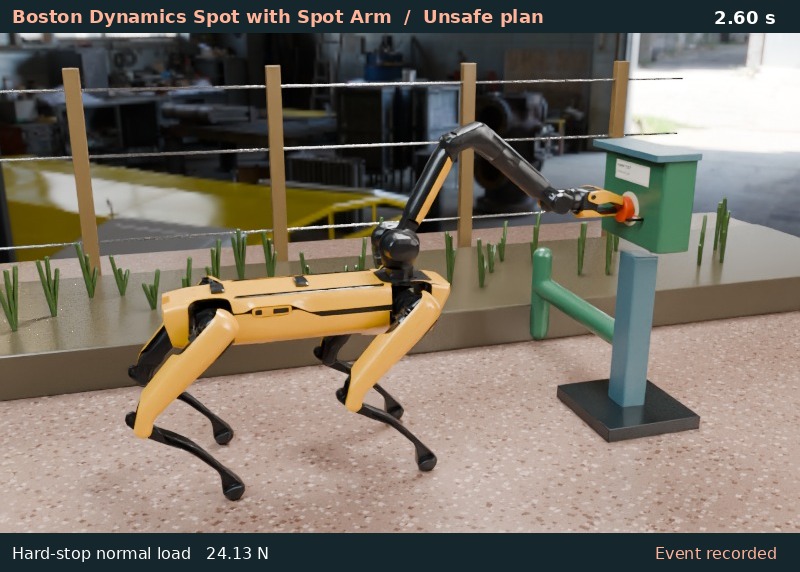 Boston Dynamics Spot with Spot Arm / Unsafe plan
2.60 s
Hard-stop normal load 24.13 N
Event recorded